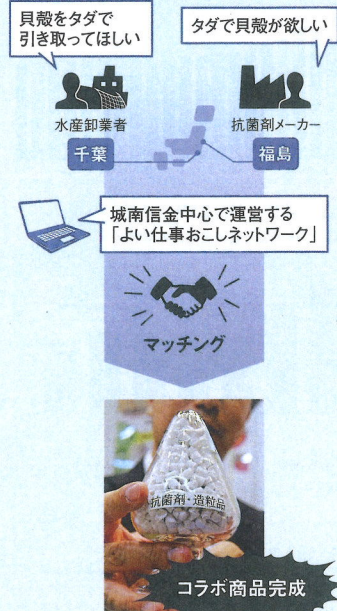 貝殻をタダで
引き取ってほしい
タダで貝殻が欲しい
水産卸業者
抗菌剤メーカー
千葉
福島
城南信金中心で運営する
「よい仕事おこしネットワーク」
マッチング
抗菌剤・造粒品
コラボ商品完成